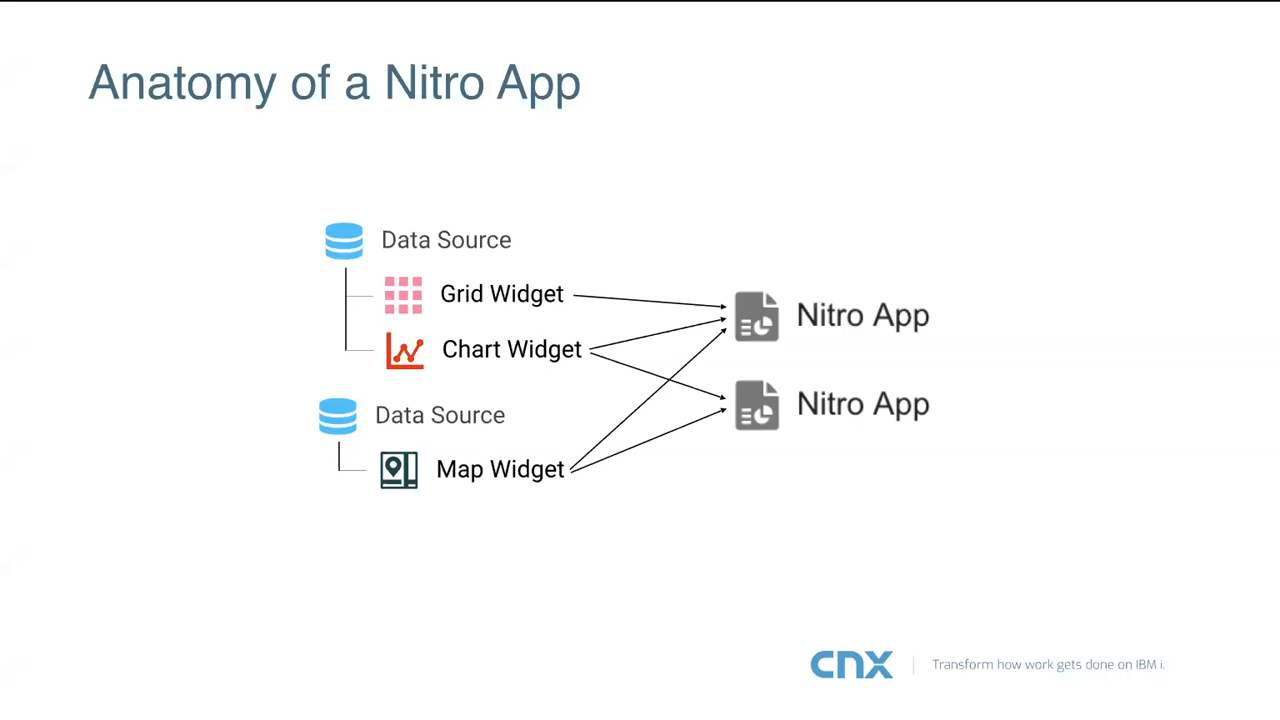 Anatomy of a Nitro App
Data Source
Grid Widget
Chart Widget
Data Source
Map Widget
Nitro App
Nitro App
cnx
Transform how work gets done on IBM i.